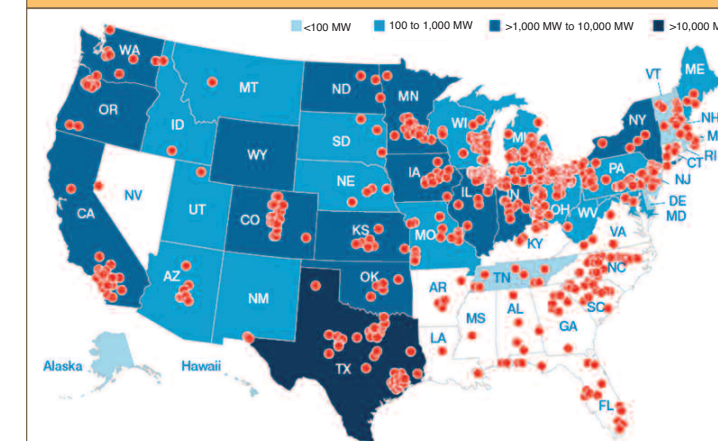 <100 MW 100 to 1,000 MW >1,000 MW to 10,000 MW >10,000 M
WA
MT
ND
MN
VT
ME
OR
ID
SD
WI
MI
NY
NH
M
RI
CT
WY
NE
IA
PA
NJ
NV
UT
CO
IL
IN
OH
WV
DE
MD
CA
KS
MO
KY
VA
AZ
NM
OK
AR
TN
NC
MS
AL
GA
SC
LA
Alaska
Hawaii
TX
FL